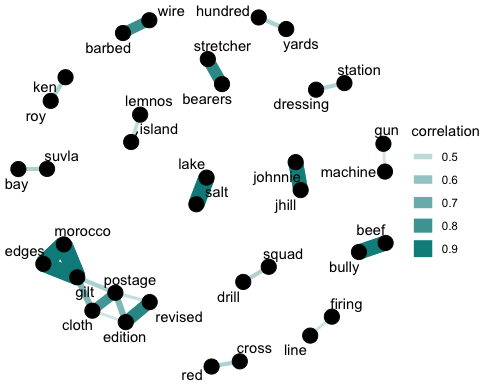 wire
hundred
barbed
yards
stretcher
station
ken
bearers
dressing
lemnos
roy
island
gun
correlation
suvla
lake
0.5
bay
salt
johnnie
machine
0.6
jhill
0.7
morocco
beef
0.8
edges
squad
bully
0.9
gilt
postage
drill
cloth
revised
firing
edition
line
cross
red